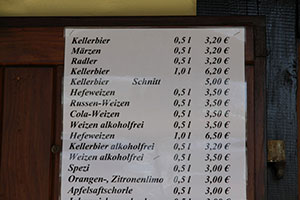 Kellerbier 0,5 l 3,20 €
Märzen 0,5 l 3,20 €
Radler 0,5 l 3,20 €
Kellerbier 1,0 l 6,20 €
Kellerbier Schnitt 5,00 €
Hefeweizen 0,5 l 3,50 €
Russen-Weizen 0,5 l 3,50 €
Cola-Weizen 0,5 l 3,50 €
Weizen alkoholfrei 0,5 l 3,50 €
Hefeweizen 1,0 l 6,50 €
Kellerbier alkoholfrei 0,5 l 3,20 €
Weizen alkoholfrei 0,5 l 3,50 €
Spezi 0,5 l 3,00 €
Orangen-, Zitronenlimo 0,5 l 3,00 €
Apfelsaftschorle 0,5 l 3,00 €